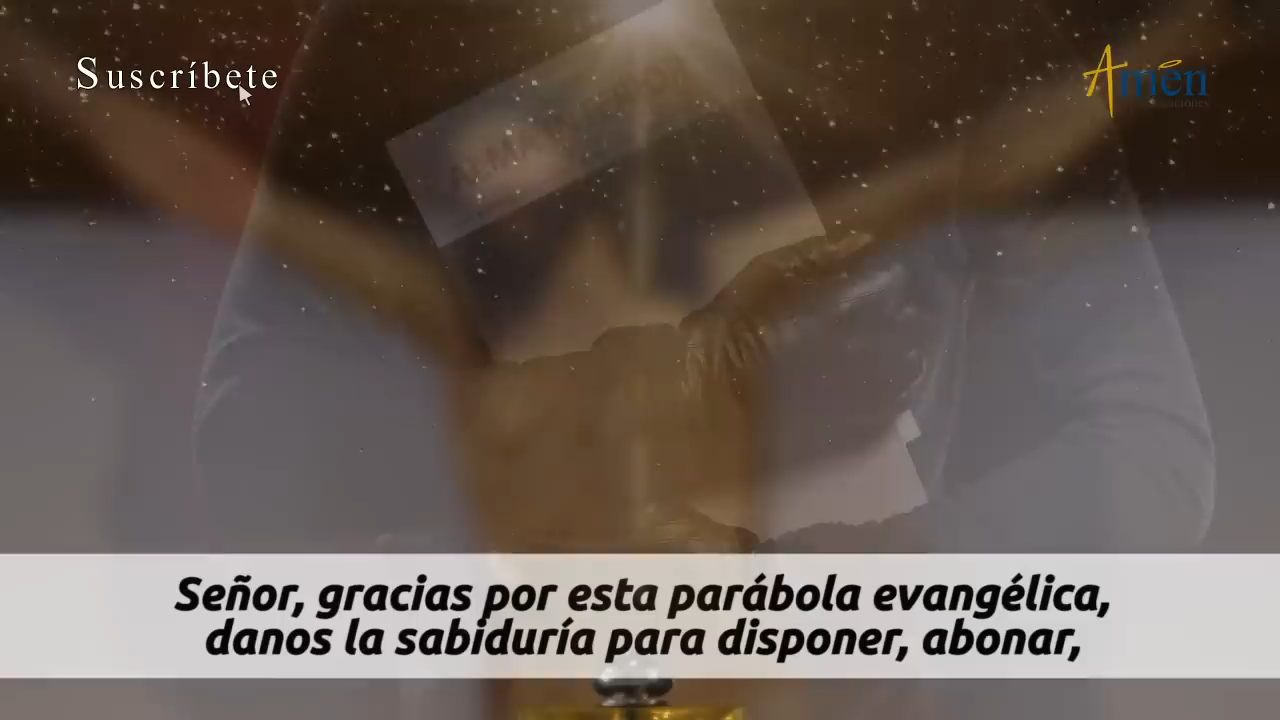 Suscríbete
Amén
Señor, gracias por esta parábola evangélica,
danos la sabiduría para disponer, abonar,